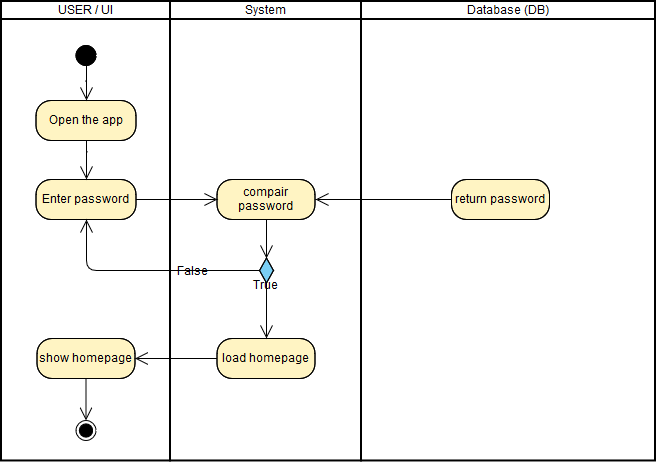 USER / UI
System
Database (DB)
Open the app
Enter password
compair
password
return password
False
True
show homepage
load homepage